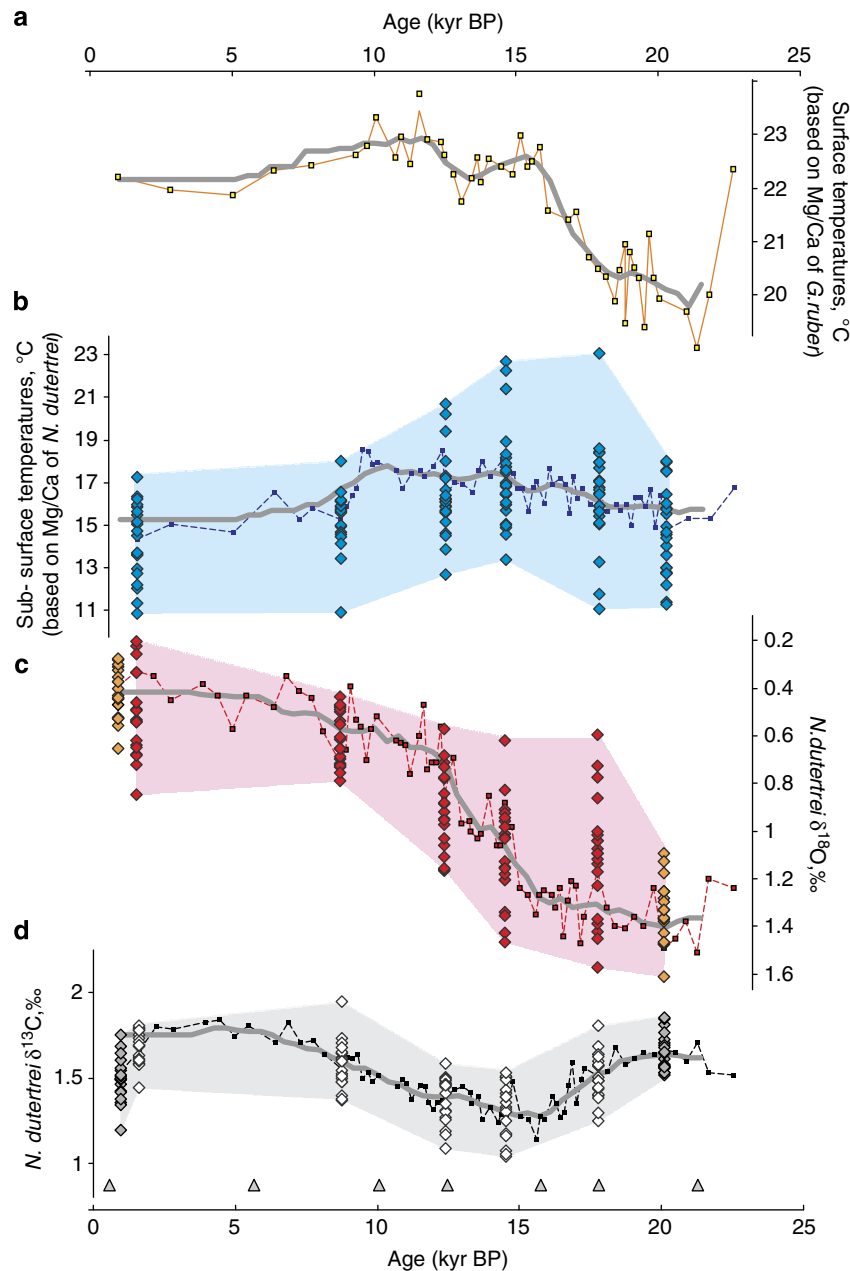 a
Age (kyr BP)
0 5 10 15 20 25
23
22
21
20
Surface temperatures, °C
(based on Mg/Ca of G.ruber)
b
23
21
19
17
15
13
11
Sub- surface temperatures, °C
(based on Mg/Ca of N. dutertrei)
c
0.2
0.4
0.6
0.8
1
1.2
1.4
1.6
N.dutertrei δ18O,‰
d
2
1.5
1
N. dutertrei δ13C,‰
0 5 10 15 20 25
Age (kyr BP)